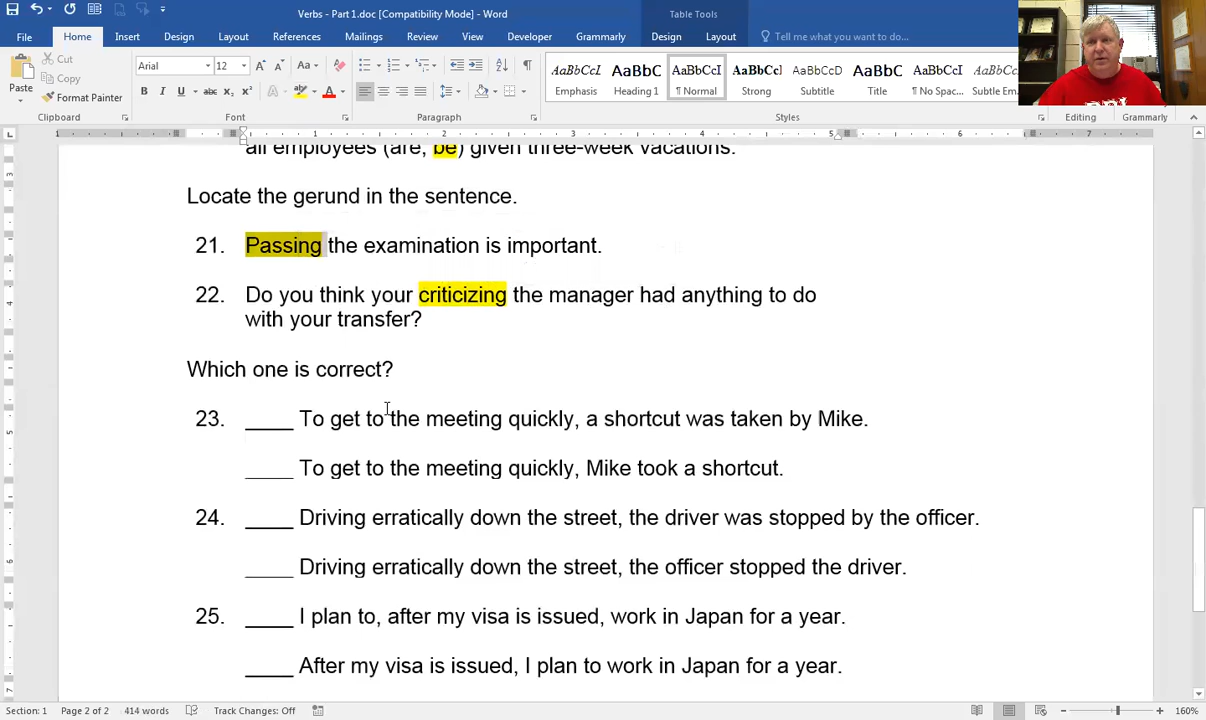 Verbs - Part 1.doc [Compatibility Mode] - Word
Table Tools
File Home Insert Design Layout References Mailings Review View Developer Grammarly Design Layout Tell me what you want to do...
Cut
Copy
Paste
Format Painter
Arial 12
AaBbCcI AaBbC AaBbCcI AaBbCc AaBbCcD AaBbC AaBbCcI AaBbCcI
Emphasis Heading 1 ¶ Normal Strong Subtitle Title ¶ No Spac... Subtle Em...
Clipboard Font Paragraph Styles Editing Grammarly
all employees (are, be) given three-week vacations.
Locate the gerund in the sentence.
21. Passing the examination is important.
22. Do you think your criticizing the manager had anything to do
with your transfer?
Which one is correct?
23. ____ To get to the meeting quickly, a shortcut was taken by Mike.
____ To get to the meeting quickly, Mike took a shortcut.
24. ____ Driving erratically down the street, the driver was stopped by the officer.
____ Driving erratically down the street, the officer stopped the driver.
25. ____ I plan to, after my visa is issued, work in Japan for a year.
____ After my visa is issued, I plan to work in Japan for a year.
Section: 1 Page 2 of 2 414 words Track Changes: Off 160%